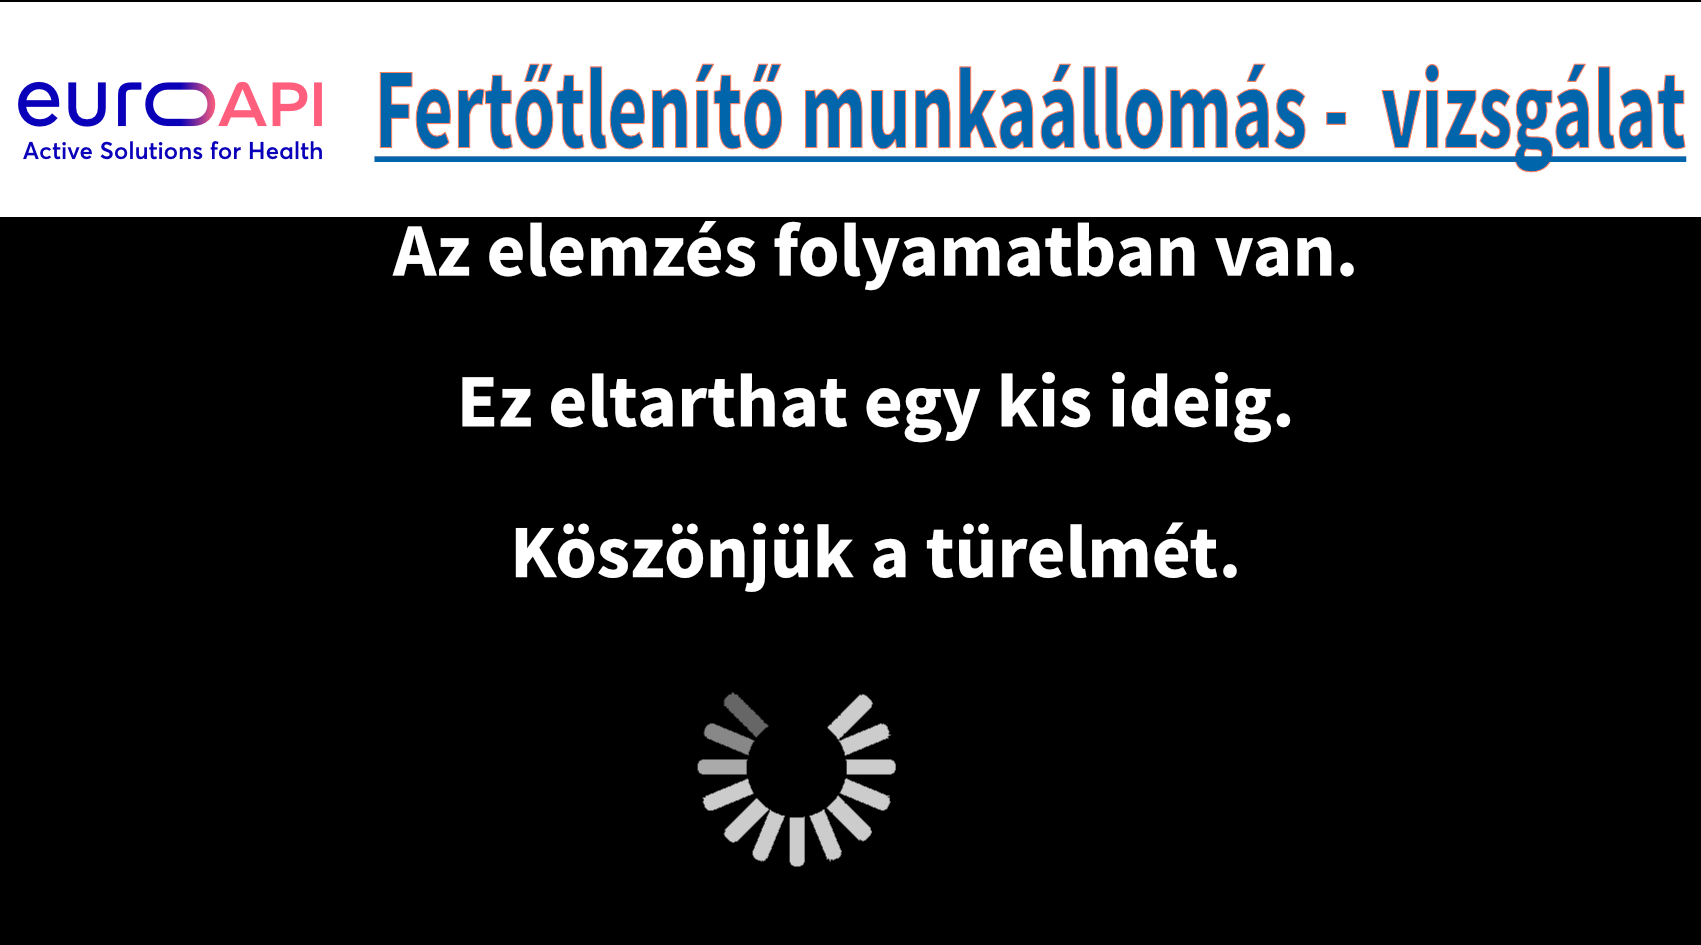 euroAPI
Active Solutions for Health
Fertőtlenítő munkaállomás - vizsgálat
Az elemzés folyamatban van.
Ez eltarthat egy kis ideig.
Köszönjük a türelmét.